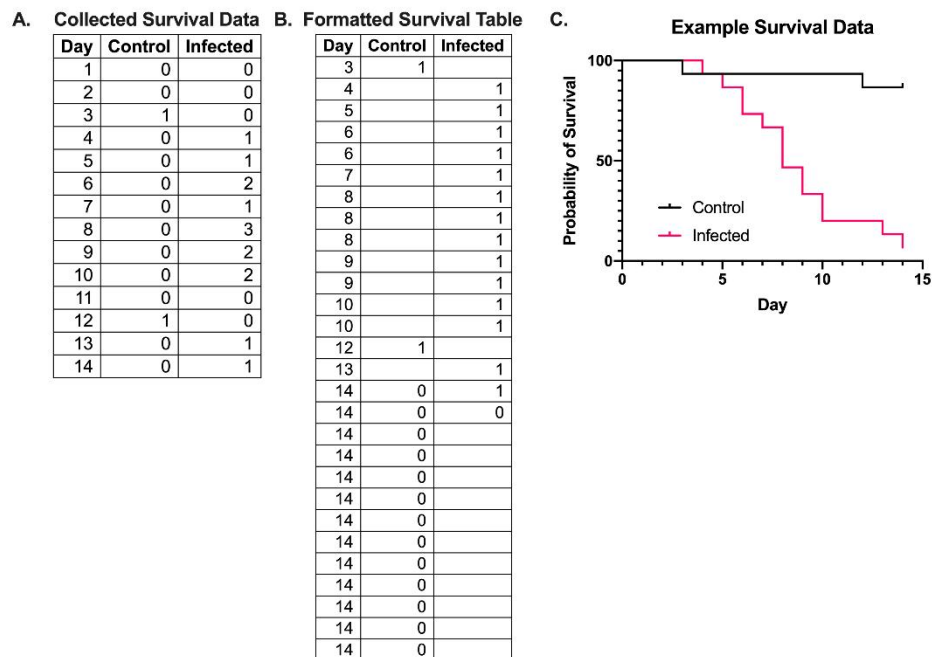 A. Collected Survival Data
Day Control Infected
1 0 0
2 0 0
3 1 0
4 0 1
5 0 1
6 0 2
7 0 1
8 0 3
9 0 2
10 0 2
11 0 0
12 1 0
13 0 1
14 0 1
B. Formatted Survival Table
Day Control Infected
3 1
4 1
5 1
6 1
6 1
7 1
8 1
8 1
8 1
9 1
9 1
10 1
10 1
12 1
13 1
14 0 1
14 0 0
14 0
14 0
14 0
14 0
14 0
14 0
14 0
14 0
14 0
14 0
14 0
C.
Example Survival Data
Probability of Survival
100
50
0
Control
Infected
0 5 10 15
Day